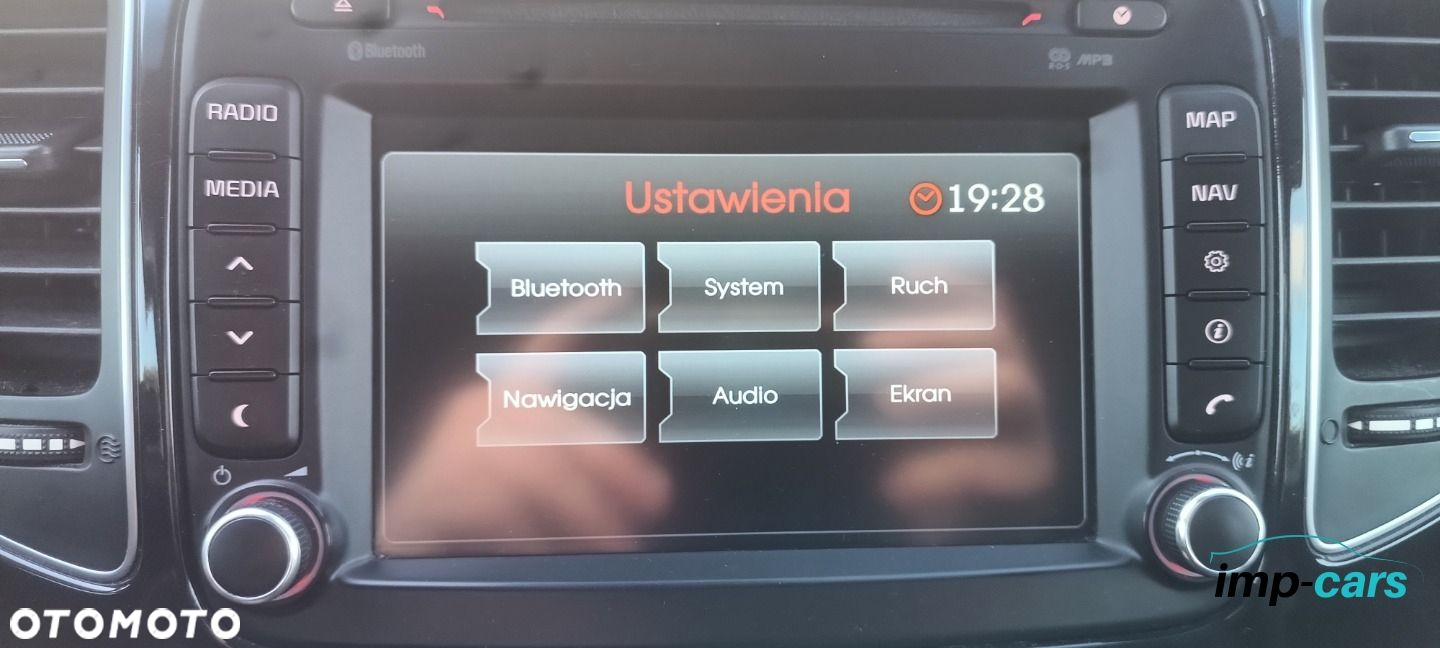 Bluetooth
R·D·S MP3
RADIO
MEDIA
MAP
NAV
Ustawienia 19:28
Bluetooth System Ruch
Nawigacja Audio Ekran
OTOMOTO
imp-cars